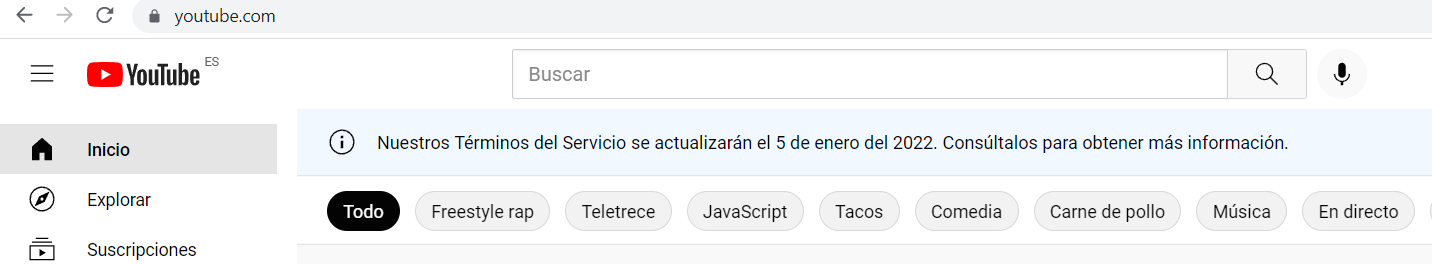 youtube.com
YouTube ES
Buscar
Nuestros Términos del Servicio se actualizarán el 5 de enero del 2022. Consúltalos para obtener más información.
Inicio
Todo Freestyle rap Teletrece JavaScript Tacos Comedia Carne de pollo Música En directo
Explorar
Suscripciones